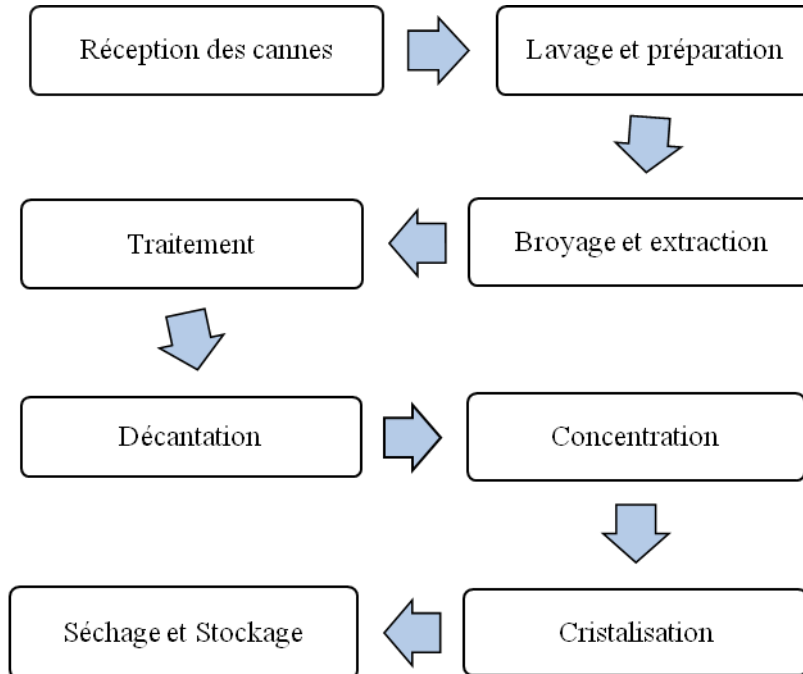 Réception des cannes
Lavage et préparation
Broyage et extraction
Traitement
Décantation
Concentration
Cristalisation
Séchage et Stockage